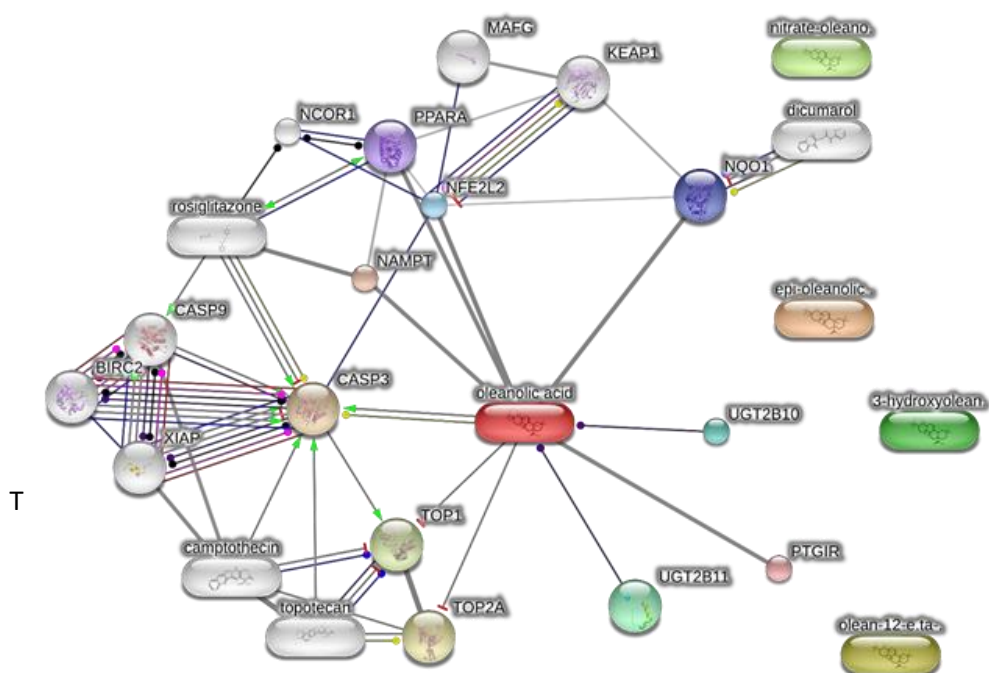 MAFG
nitrate-oleano.
KEAP1
dicumarol
NCOR1
PPARA
NQO1
NFE2L2
rosiglitazone
NAMPT
epi-oleanolic.
CASP9
BIRC2
CASP3
oleanolic acid
3-hydroxyolean.
UGT2B10
XIAP
T
TOP1
camptothecin
PTGIR
UGT2B11
topotecan
TOP2A
olean-12-e.ta-.